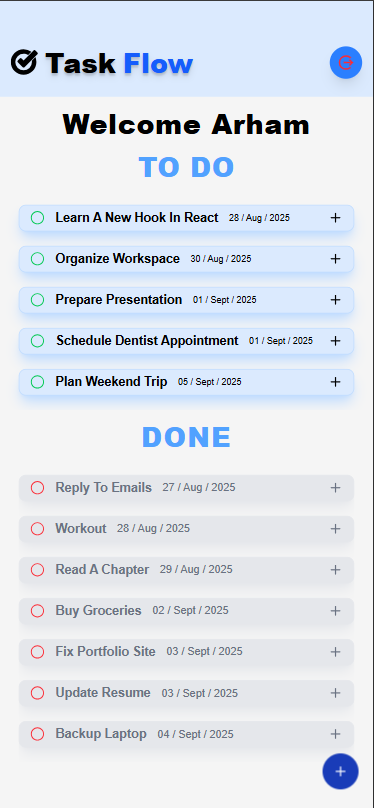 Task Flow
Welcome Arham
TO DO
Learn A New Hook In React 28 / Aug / 2025
Organize Workspace 30 / Aug / 2025
Prepare Presentation 01 / Sept / 2025
Schedule Dentist Appointment 01 / Sept / 2025
Plan Weekend Trip 05 / Sept / 2025
DONE
Reply To Emails 27 / Aug / 2025
Workout 28 / Aug / 2025
Read A Chapter 29 / Aug / 2025
Buy Groceries 02 / Sept / 2025
Fix Portfolio Site 03 / Sept / 2025
Update Resume 03 / Sept / 2025
Backup Laptop 04 / Sept / 2025